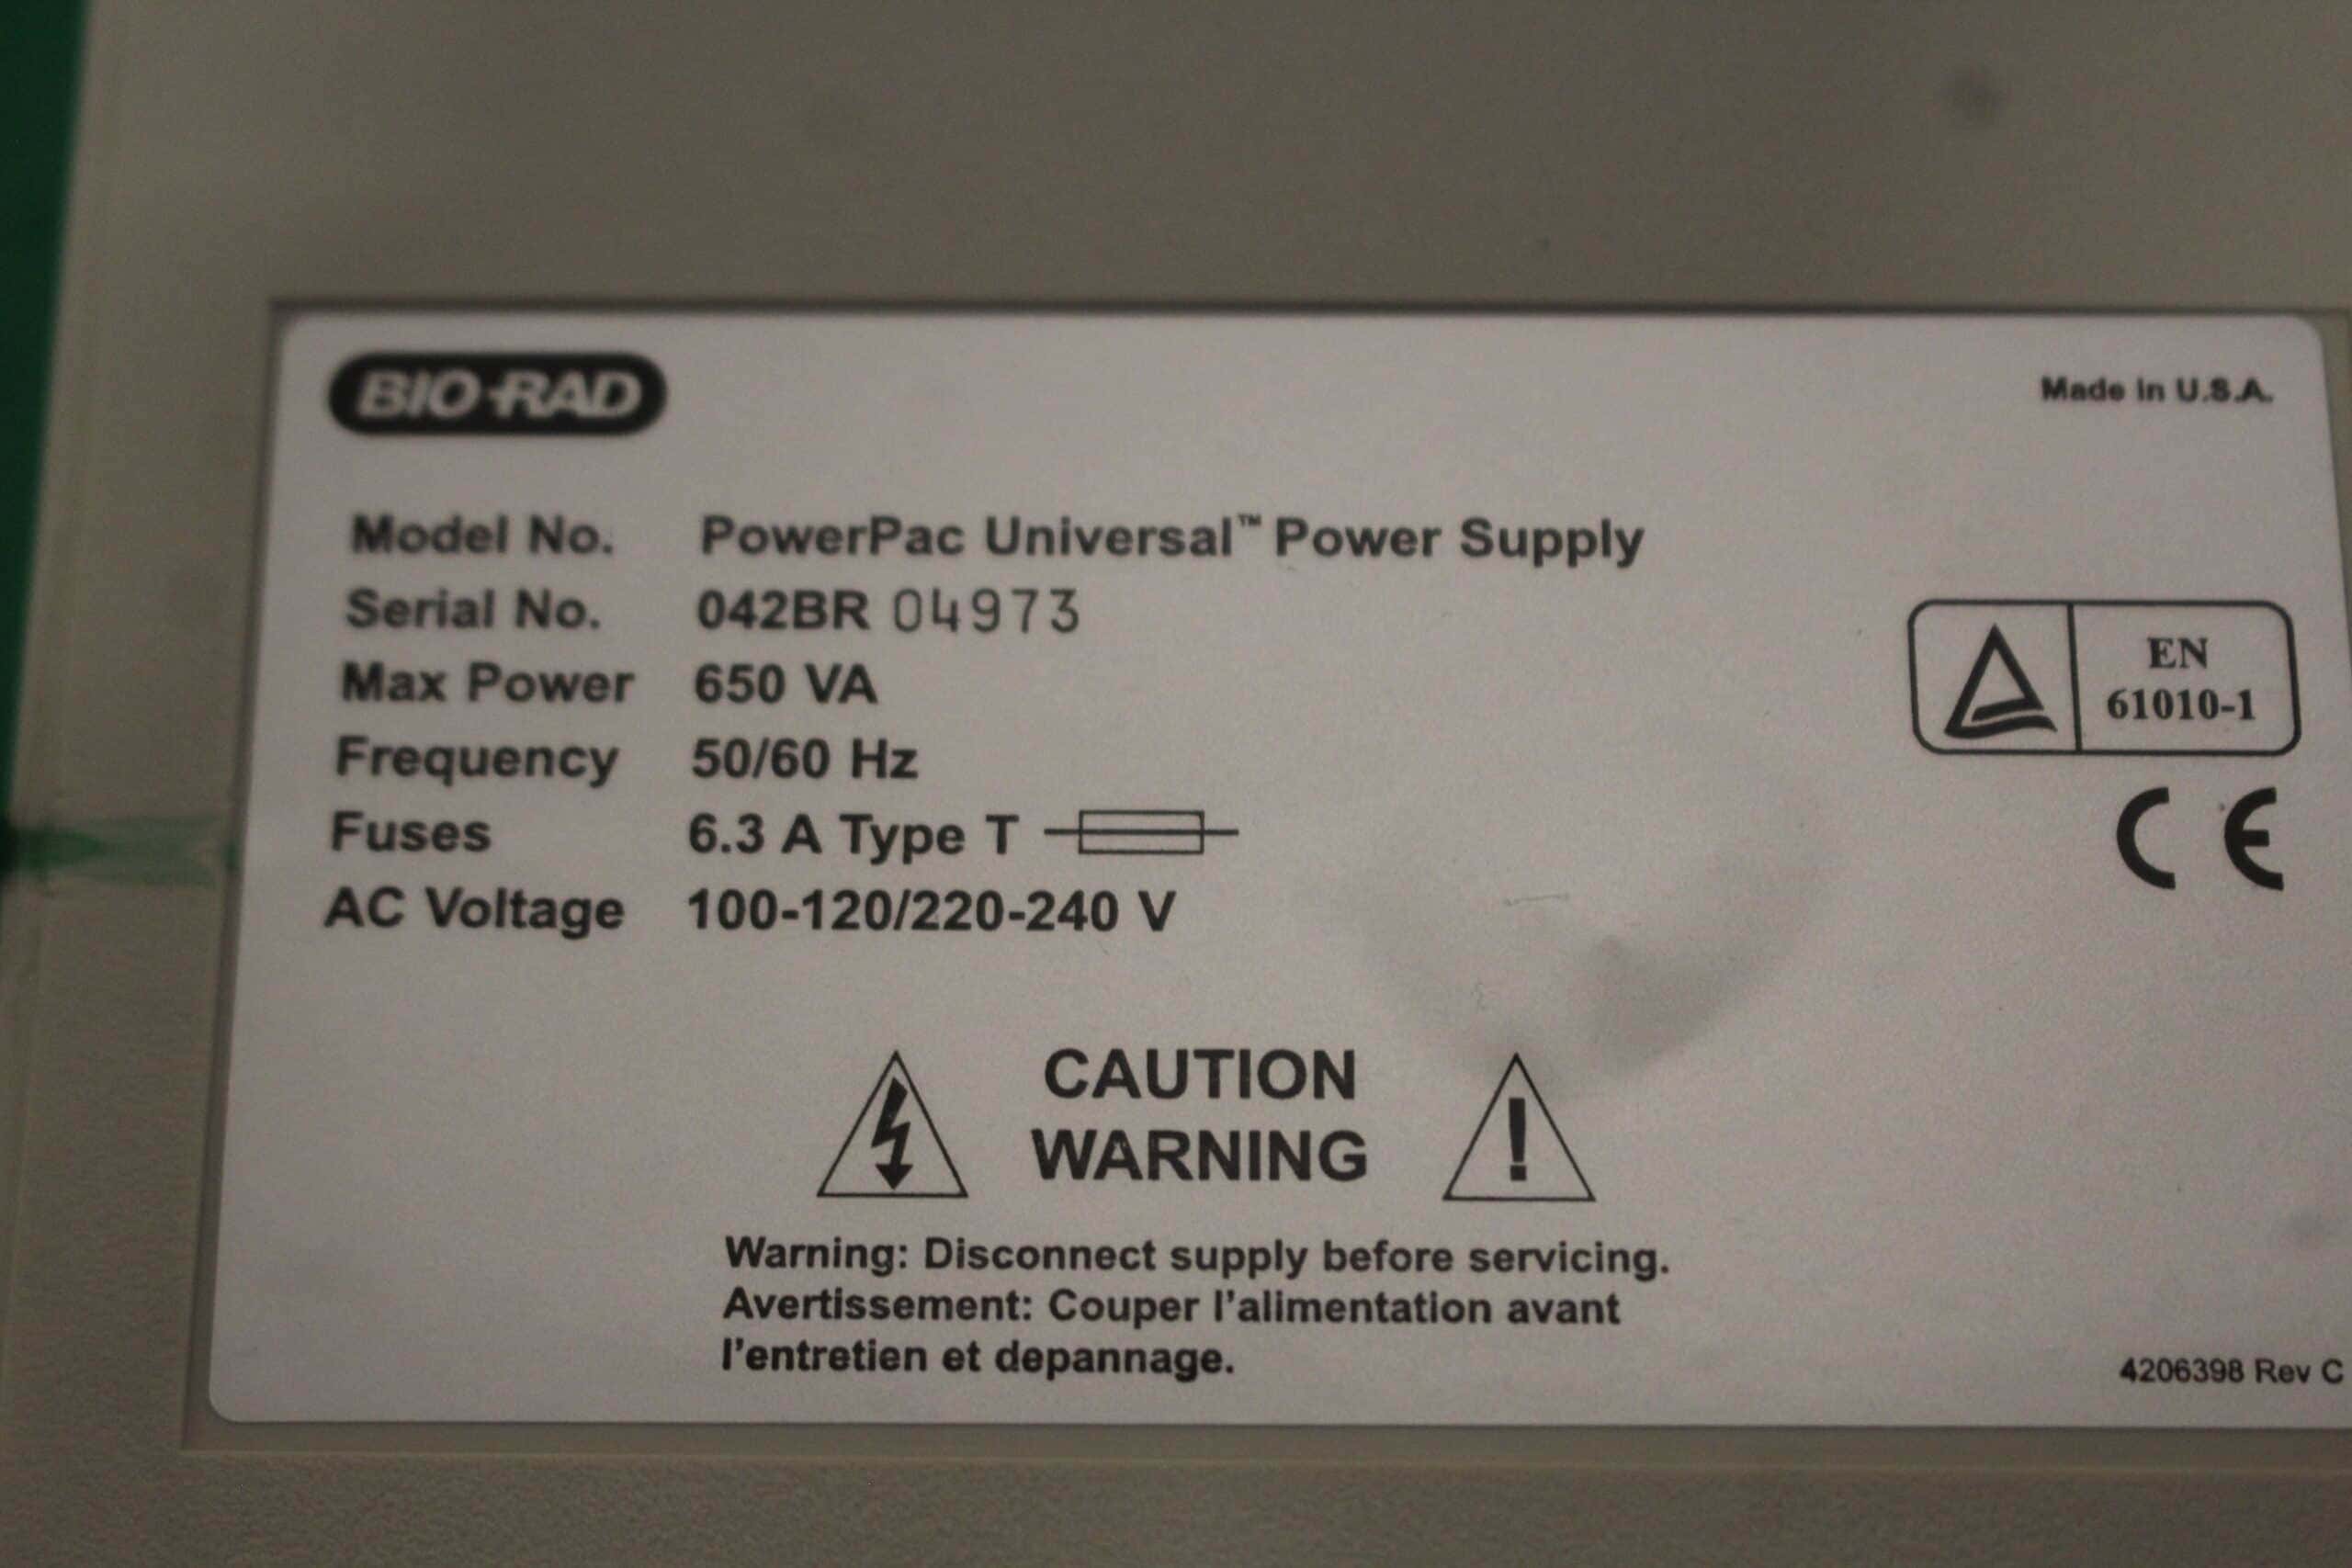 BIO-RAD
Made in U.S.A.
Model No. PowerPac Universal™ Power Supply
Serial No. 042BR 04973
Max Power 650 VA
Frequency 50/60 Hz
Fuses 6.3 A Type T
AC Voltage 100-120/220-240 V
EN
61010-1
CE
CAUTION
WARNING
Warning: Disconnect supply before servicing.
Avertissement: Couper l'alimentation avant
l'entretien et depannage.
4206398 Rev C